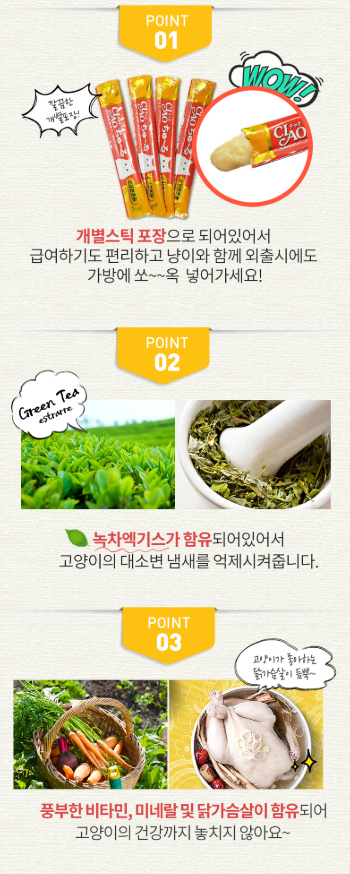 POINT
01
깔끔한
개별포장!
WOW!
CIAO
CIAO
CIAO
CIAO
CIAO
개별스틱 포장으로 되어있어서
급여하기도 편리하고 냥이와 함께 외출시에도
가방에 쏘~~옥 넣어가세요!
POINT
02
Green Tea
estratte
녹차엑기스가 함유되어있어서
고양이의 대소변 냄새를 억제시켜줍니다.
POINT
03
고양이가 좋아하는
닭가슴살이 듬뿍~
풍부한 비타민, 미네랄 및 닭가슴살이 함유되어
고양이의 건강까지 놓치지 않아요~